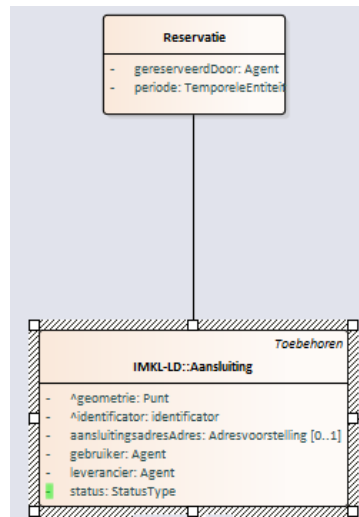 Reservatie
- gereserveerdDoor: Agent
- periode: TemporeleEntiteit
Toebehoren
IMKL-LD::Aansluiting
- ^geometrie: Punt
- ^identificator: identificator
- aansluitingsadresAdres: Adresvoorstelling [0..1]
- gebruiker: Agent
- leverancier: Agent
- status: StatusType